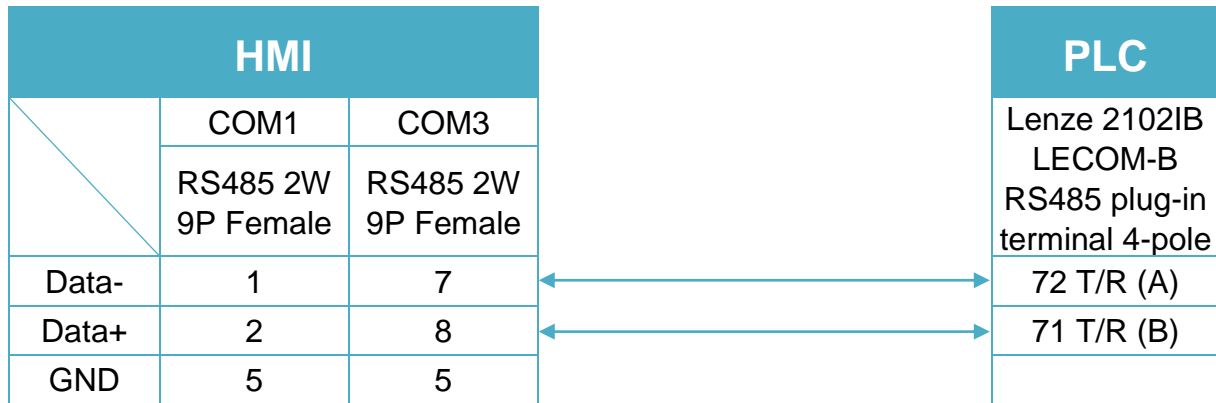 HMI
PLC
COM1 COM3
RS485 2W RS485 2W
9P Female 9P Female
Lenze 2102IB
LECOM-B
RS485 plug-in
terminal 4-pole
Data- 1 7 72 T/R (A)
Data+ 2 8 71 T/R (B)
GND 5 5